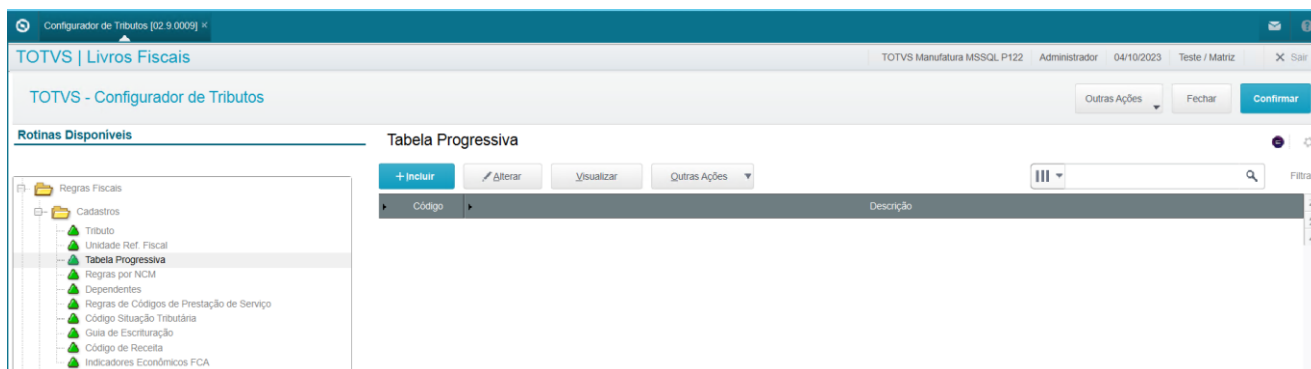 Configurador de Tributos [02.9.0009] ×
TOTVS | Livros Fiscais
TOTVS Manufatura MSSQL P122 Administrador 04/10/2023 Teste / Matriz X Sair
TOTVS - Configurador de Tributos
Outras Ações Fechar Confirmar
Rotinas Disponíveis
Tabela Progressiva
+ Incluir Alterar Visualizar Outras Ações
Filtra
Código Descrição
Regras Fiscais
Cadastros
Tributo
Unidade Ref. Fiscal
Tabela Progressiva
Regras por NCM
Dependentes
Regras de Códigos de Prestação de Serviço
Código Situação Tributária
Guia de Escrituração
Código de Receita
Indicadores Econômicos FCA